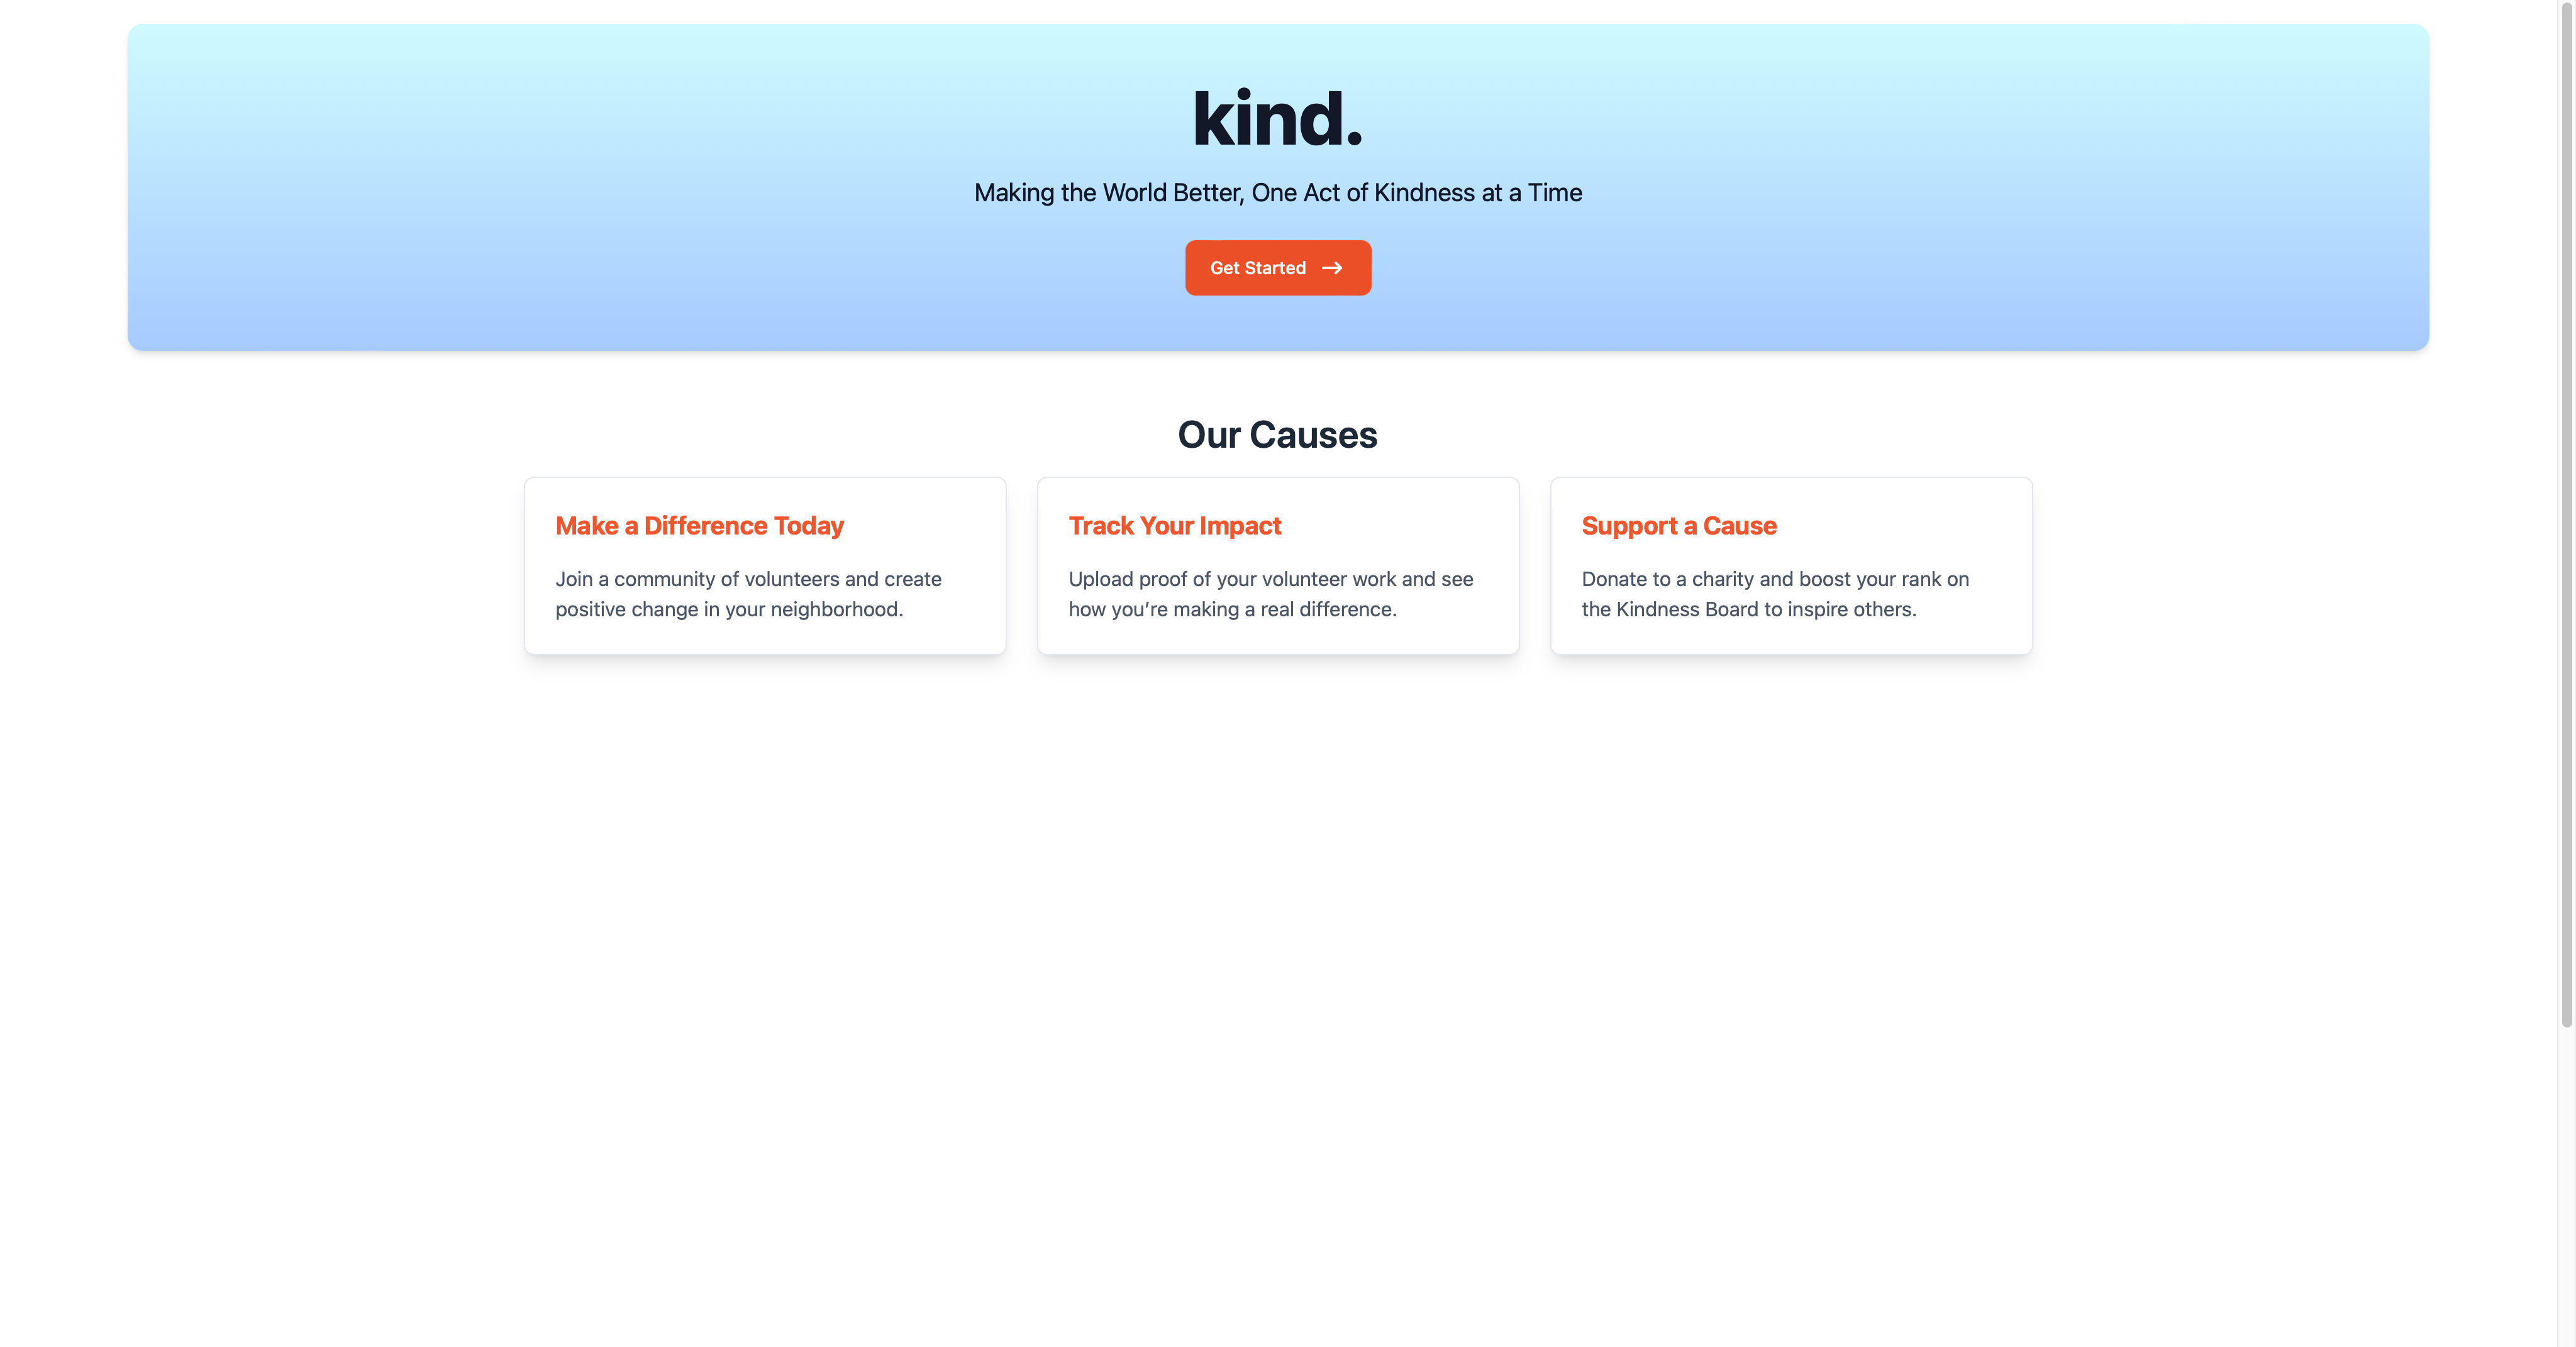 kind.
Making the World Better, One Act of Kindness at a Time
Get Started
Our Causes
Make a Difference Today
Join a community of volunteers and create
positive change in your neighborhood.
Track Your Impact
Upload proof of your volunteer work and see
how you’re making a real difference.
Support a Cause
Donate to a charity and boost your rank on
the Kindness Board to inspire others.